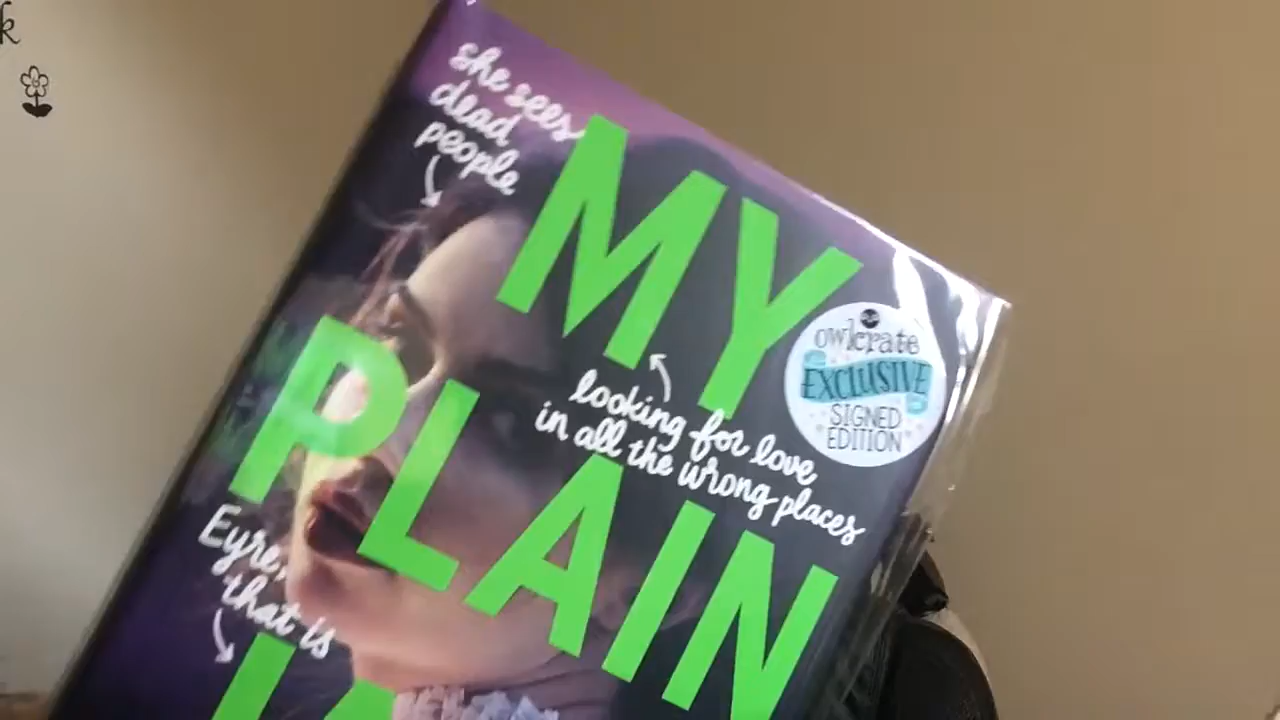 k
she sees
dead
people
MY
owlcrate
EXCLUSIVE
SIGNED
EDITION
looking for love
in all the wrong places
PLAIN
Eyre,
that is
JA